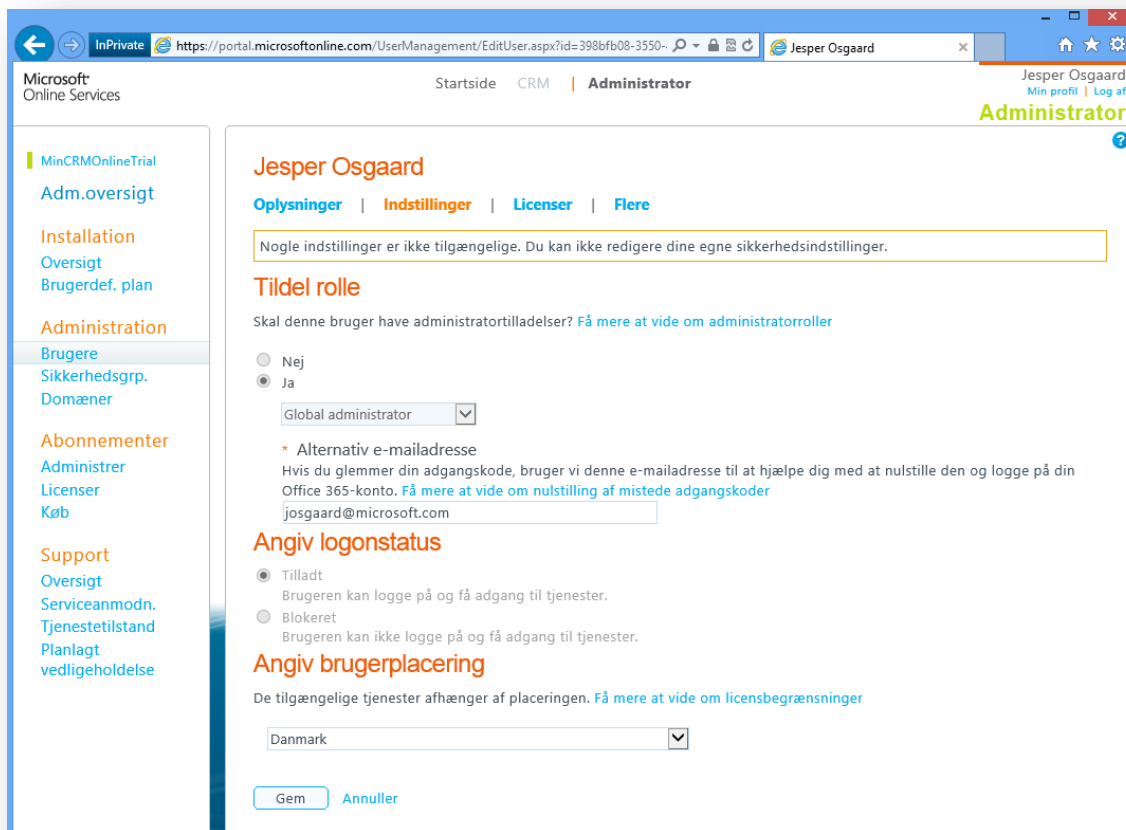 InPrivate
https://portal.microsoftonline.com/UserManagement/EditUser.aspx?id=398bfb08-3550-
Jesper Osgaard
Microsoft
Online Services
Startside CRM | Administrator
Jesper Osgaard
Min profil | Log af
Administrator
MinCRMOnlineTrial
Adm.oversigt
Installation
Oversigt
Brugerdef. plan
Administration
Brugere
Sikkerhedsgrp.
Domæner
Abonnementer
Administrer
Licenser
Køb
Support
Oversigt
Serviceanmodn.
Tjenestetilstand
Planlagt
vedligeholdelse
Jesper Osgaard
Oplysninger | Indstillinger | Licenser | Flere
Nogle indstillinger er ikke tilgængelige. Du kan ikke redigere dine egne sikkerhedsindstillinger.
Tildel rolle
Skal denne bruger have administratortilladelser? Få mere at vide om administratorroller
Nej
Ja
Global administrator
* Alternativ e-mailadresse
Hvis du glemmer din adgangskode, bruger vi denne e-mailadresse til at hjælpe dig med at nulstille den og logge på din
Office 365-konto. Få mere at vide om nulstilling af mistede adgangskoder
josgaard@microsoft.com
Angiv logonstatus
Tilladt
Brugeren kan logge på og få adgang til tjenester.
Blokeret
Brugeren kan ikke logge på og få adgang til tjenester.
Angiv brugerplacering
De tilgængelige tjenester afhænger af placeringen. Få mere at vide om licensbegrænsninger
Danmark
Gem Annuller